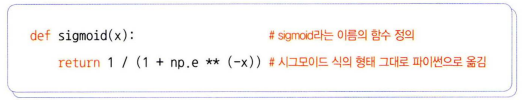 def sigmoid(x): # sigmoid라는 이름의 함수 정의
return 1 / (1 + np.e ** (-x)) # 시그모이드 식의 형태 그대로 파이썬으로 옮김